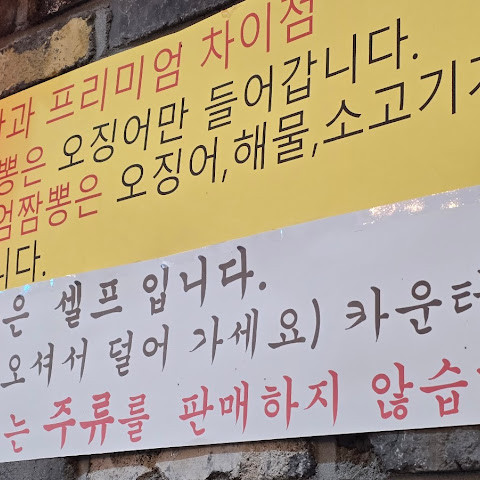 과 프리미엄 차이점
뽕은 오징어만 들어갑니다.
엄짬뽕은 오징어,해물,소고기가
니다.
은 셀프입니다.
오셔서 덜어 가세요) 카운터
는 주류를 판매하지 않습